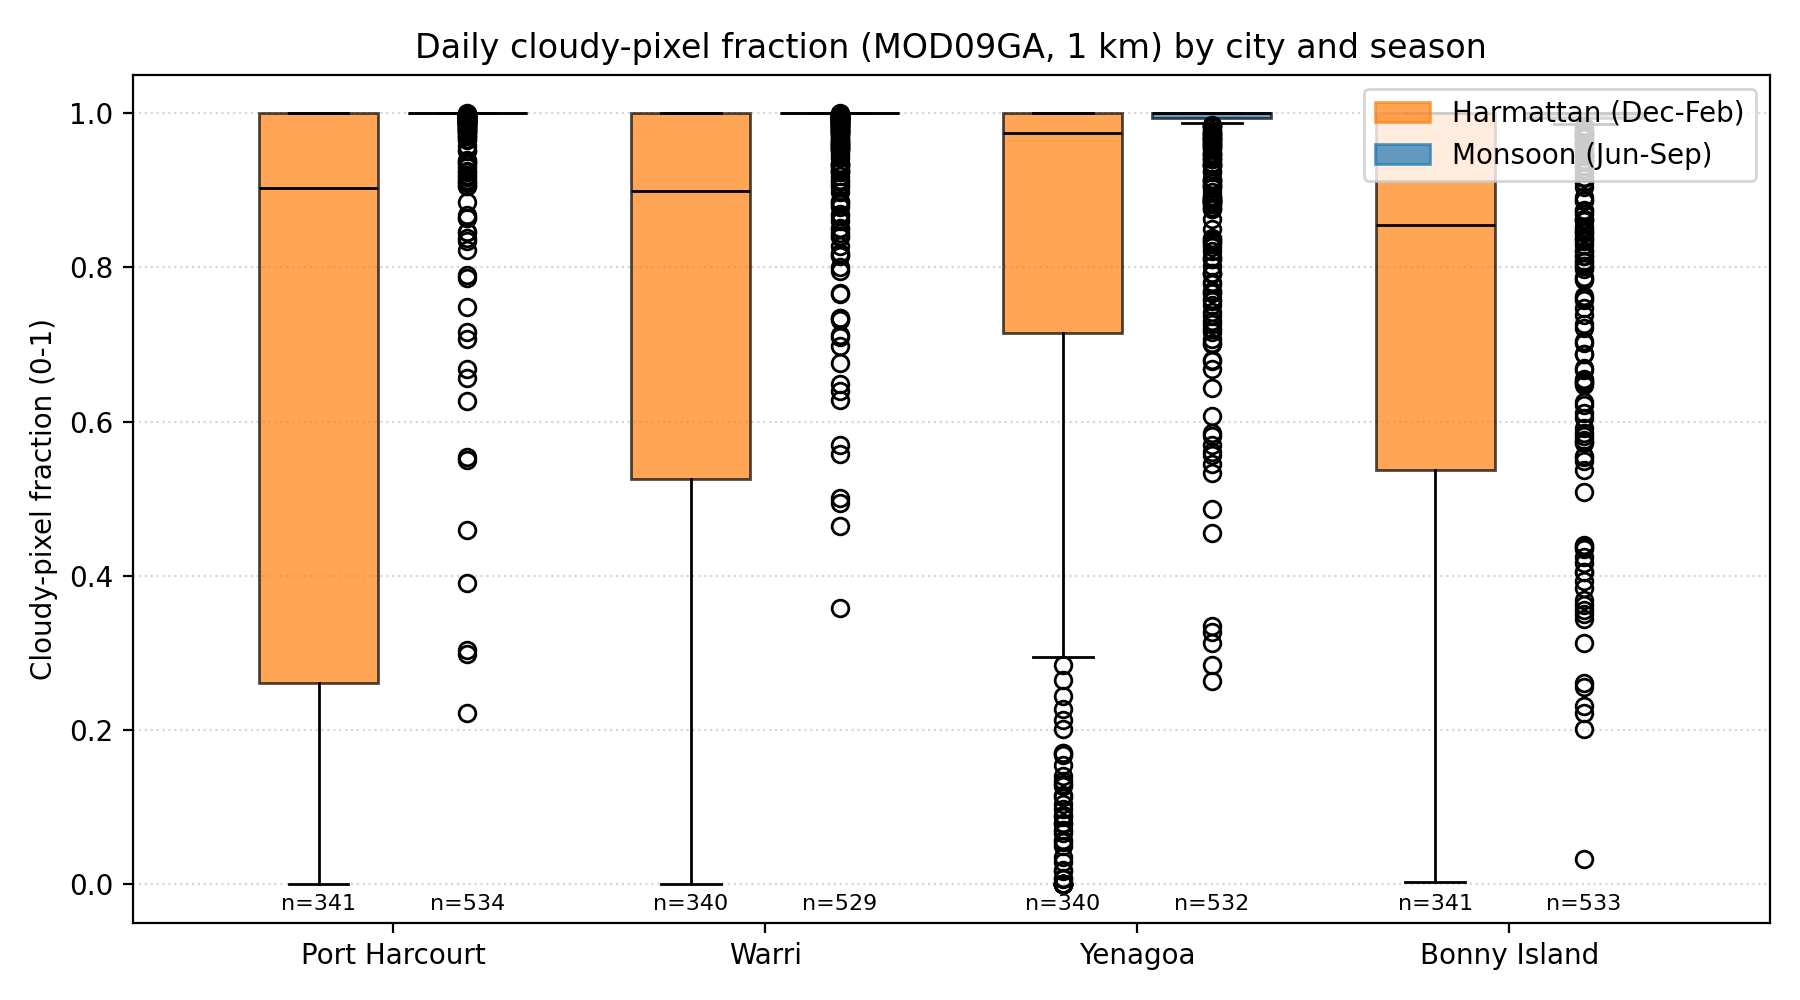 Daily cloudy-pixel fraction (MOD09GA, 1 km) by city and season
Cloudy-pixel fraction (0-1)
1.0
0.8
0.6
0.4
0.2
0.0
Harmattan (Dec-Feb)
Monsoon (Jun-Sep)
n=341
n=534
n=340
n=529
n=340
n=532
n=341
n=533
Port Harcourt
Warri
Yenagoa
Bonny Island